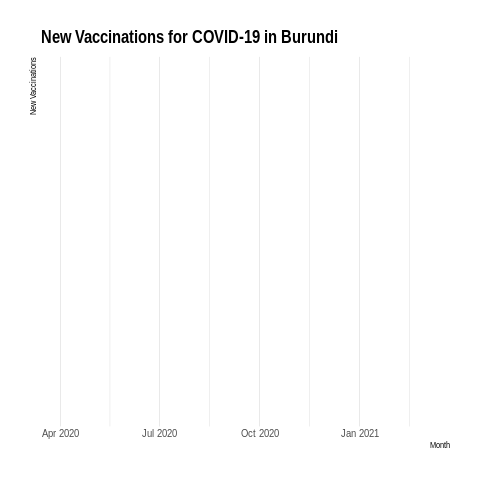 New Vaccinations for COVID-19 in Burundi
New Vaccinations
Apr 2020 Jul 2020 Oct 2020 Jan 2021
Month